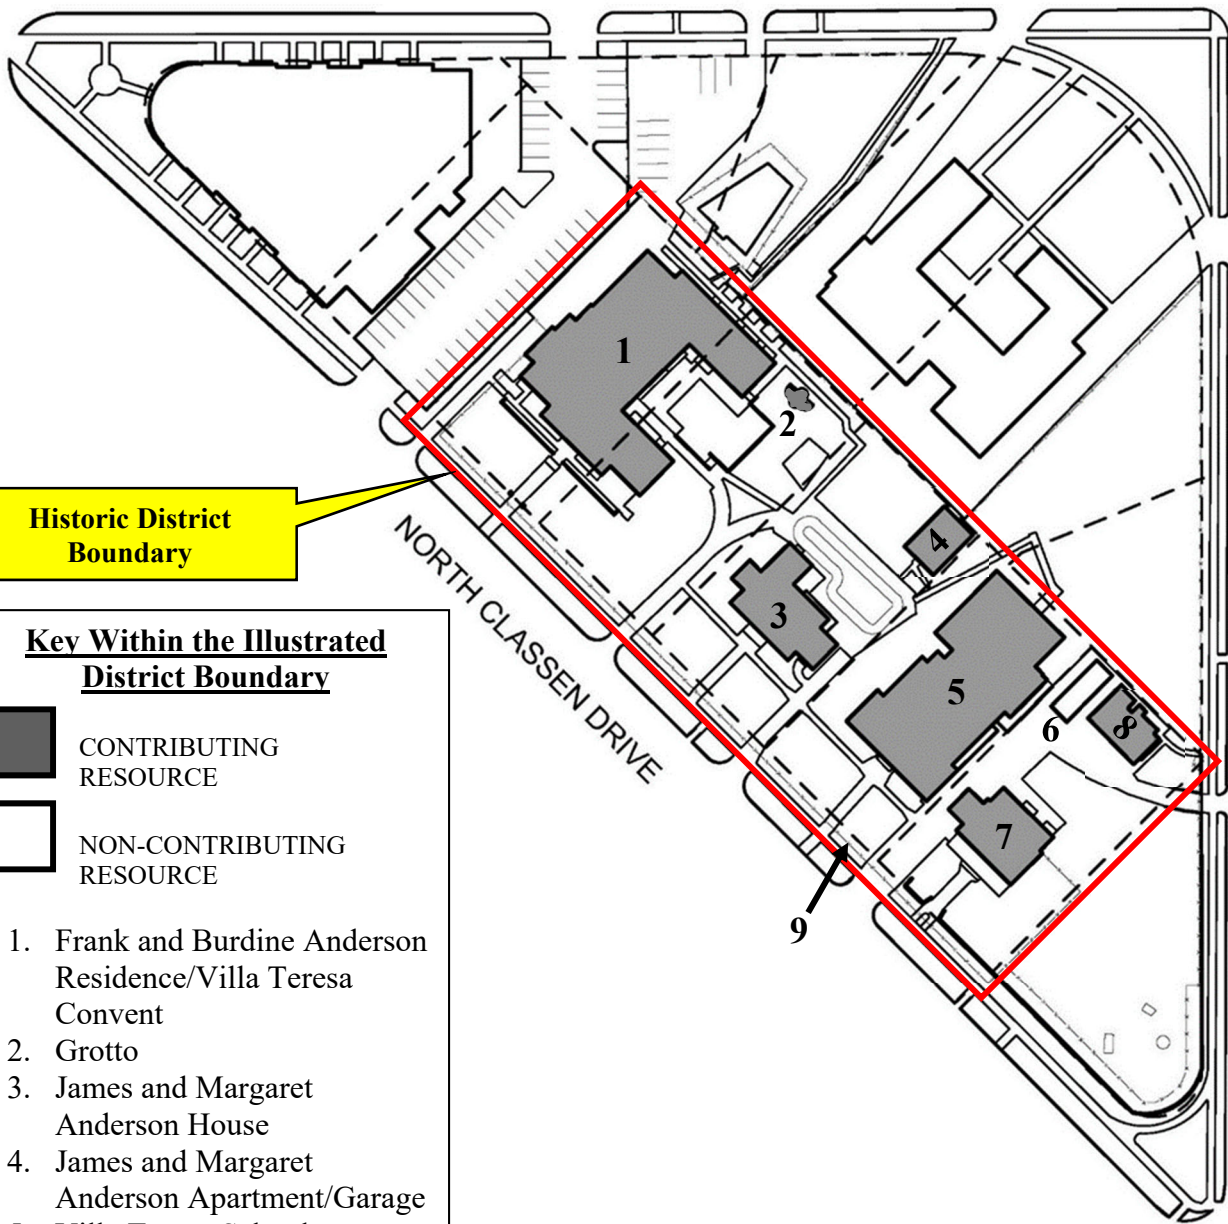 1
2
3
4
5
6
7
8
9
Historic District
Boundary
NORTH CLASSEN DRIVE
Key Within the Illustrated
District Boundary
CONTRIBUTING
RESOURCE
NON-CONTRIBUTING
RESOURCE
1. Frank and Burdine Anderson
Residence/Villa Teresa
Convent
2. Grotto
3. James and Margaret
Anderson House
4. James and Margaret
Anderson Apartment/Garage